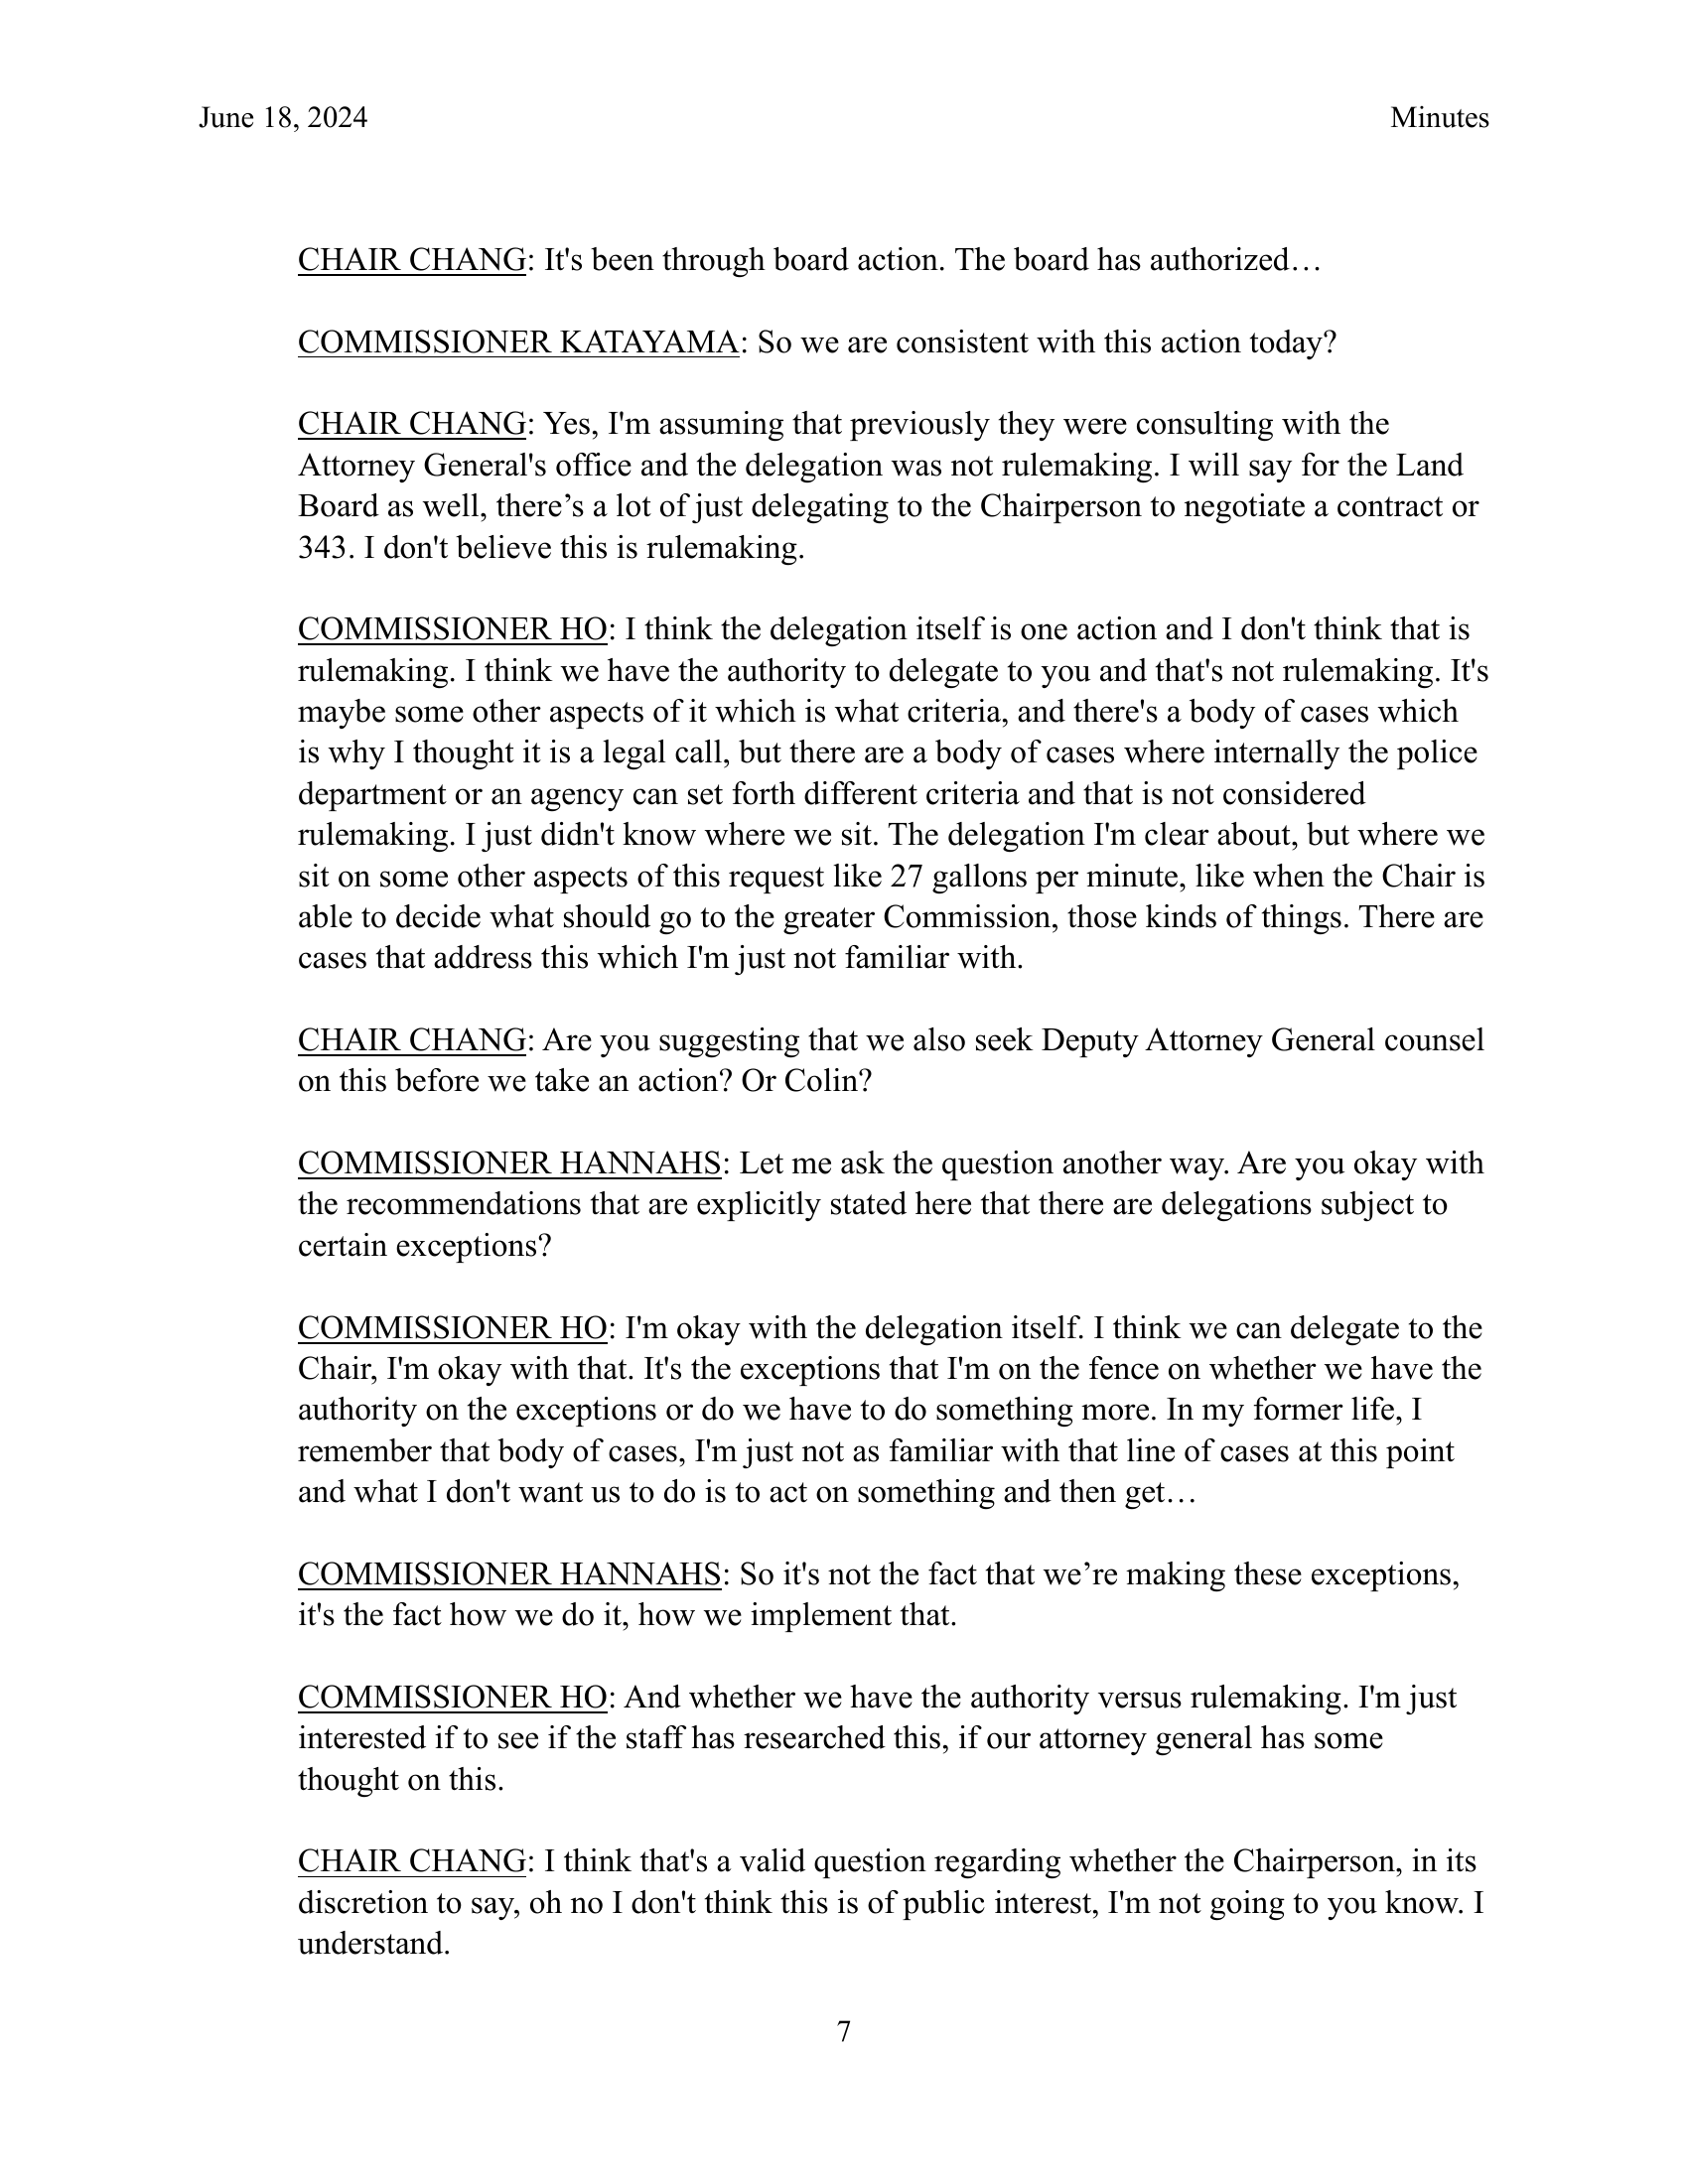 June 18, 2024 Minutes
CHAIR CHANG: It's been through board action. The board has authorized…
COMMISSIONER KATAYAMA: So we are consistent with this action today?
CHAIR CHANG: Yes, I'm assuming that previously they were consulting with the
Attorney General's office and the delegation was not rulemaking. I will say for the Land
Board as well, there’s a lot of just delegating to the Chairperson to negotiate a contract or
343. I don't believe this is rulemaking.
COMMISSIONER HO: I think the delegation itself is one action and I don't think that is
rulemaking. I think we have the authority to delegate to you and that's not rulemaking. It's
maybe some other aspects of it which is what criteria, and there's a body of cases which
is why I thought it is a legal call, but there are a body of cases where internally the police
department or an agency can set forth different criteria and that is not considered
rulemaking. I just didn't know where we sit. The delegation I'm clear about, but where we
sit on some other aspects of this request like 27 gallons per minute, like when the Chair is
able to decide what should go to the greater Commission, those kinds of things. There are
cases that address this which I'm just not familiar with.
CHAIR CHANG: Are you suggesting that we also seek Deputy Attorney General counsel
on this before we take an action? Or Colin?
COMMISSIONER HANNAHS: Let me ask the question another way. Are you okay with
the recommendations that are explicitly stated here that there are delegations subject to
certain exceptions?
COMMISSIONER HO: I'm okay with the delegation itself. I think we can delegate to the
Chair, I'm okay with that. It's the exceptions that I'm on the fence on whether we have the
authority on the exceptions or do we have to do something more. In my former life, I
remember that body of cases, I'm just not as familiar with that line of cases at this point
and what I don't want us to do is to act on something and then get…
COMMISSIONER HANNAHS: So it's not the fact that we’re making these exceptions,
it's the fact how we do it, how we implement that.
COMMISSIONER HO: And whether we have the authority versus rulemaking. I'm just
interested if to see if the staff has researched this, if our attorney general has some
thought on this.
CHAIR CHANG: I think that's a valid question regarding whether the Chairperson, in its
discretion to say, oh no I don't think this is of public interest, I'm not going to you know. I
understand.
7